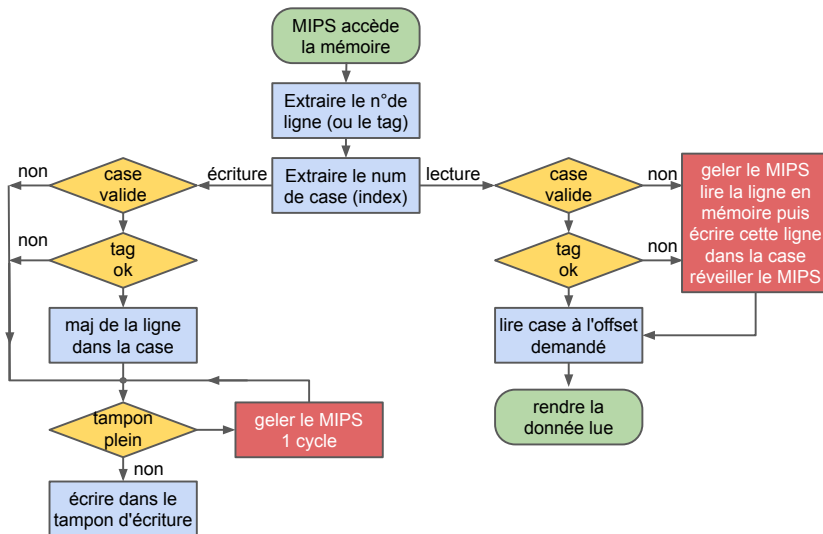 MIPS accède
la mémoire
Extraire le n°de
ligne (ou le tag)
Extraire le num
de case (index)
écriture
lecture
non
case
valide
non
tag
ok
maj de la ligne
dans la case
tampon
plein
geler le MIPS
1 cycle
non
écrire dans le
tampon d'écriture
case
valide
non
tag
ok
non
geler le MIPS
lire la ligne en
mémoire puis
écrire cette ligne
dans la case
réveiller le MIPS
lire case à l'offset
demandé
rendre la
donnée lue